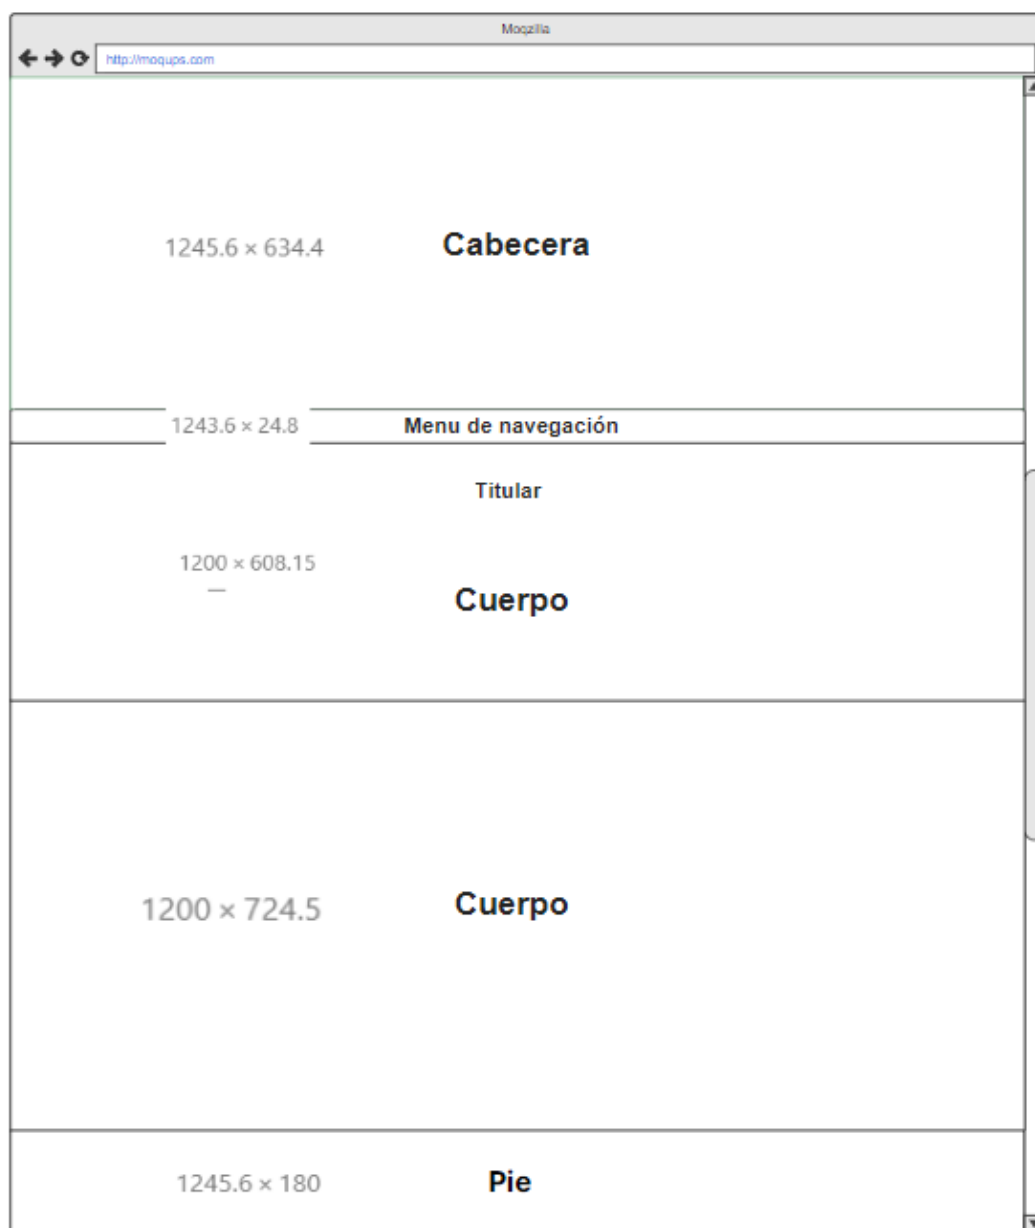 Moqzilla
http://moqups.com
1245.6 × 634.4 Cabecera
1243.6 × 24.8 Menu de navegación
Titular
1200 × 608.15
Cuerpo
1200 × 724.5 Cuerpo
1245.6 × 180 Pie